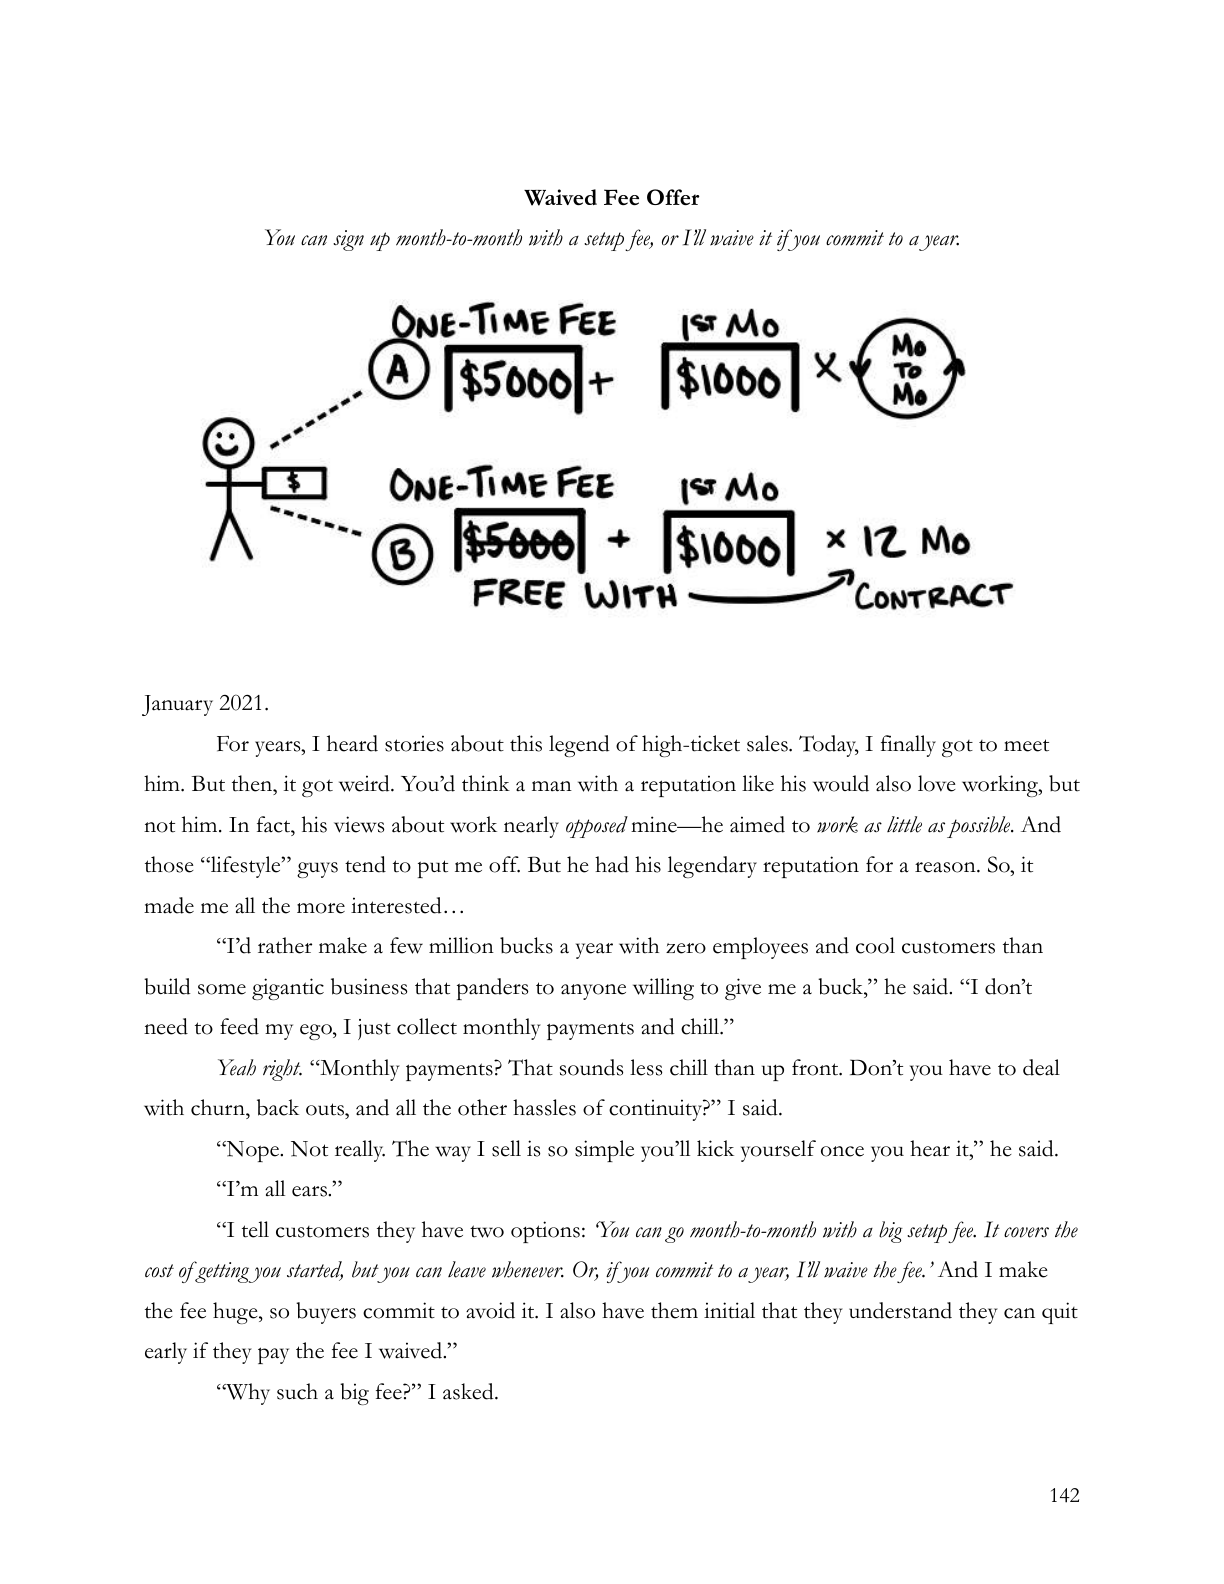 Waived Fee Offer
You can sign up month-to-month with a setup fee, or I’ll waive it if you commit to a year.
ONE-TIME FEE 1ST MO
A $5000 + $1000 X MO TO MO
$
ONE-TIME FEE 1ST MO
B $5000 + $1000 x 12 MO
FREE WITH CONTRACT
January 2021.
For years, I heard stories about this legend of high-ticket sales. Today, I finally got to meet
him. But then, it got weird. You’d think a man with a reputation like his would also love working, but
not him. In fact, his views about work nearly opposed mine—he aimed to work as little as possible. And
those “lifestyle” guys tend to put me off. But he had his legendary reputation for a reason. So, it
made me all the more interested…
“I’d rather make a few million bucks a year with zero employees and cool customers than
build some gigantic business that panders to anyone willing to give me a buck,” he said. “I don’t
need to feed my ego, I just collect monthly payments and chill.”
Yeah right. “Monthly payments? That sounds less chill than up front. Don’t you have to deal
with churn, back outs, and all the other hassles of continuity?” I said.
“Nope. Not really. The way I sell is so simple you’ll kick yourself once you hear it,” he said.
“I’m all ears.”
“I tell customers they have two options: ‘You can go month-to-month with a big setup fee. It covers the
cost of getting you started, but you can leave whenever. Or, if you commit to a year, I’ll waive the fee.’ And I make
the fee huge, so buyers commit to avoid it. I also have them initial that they understand they can quit
early if they pay the fee I waived.”
“Why such a big fee?” I asked.
142